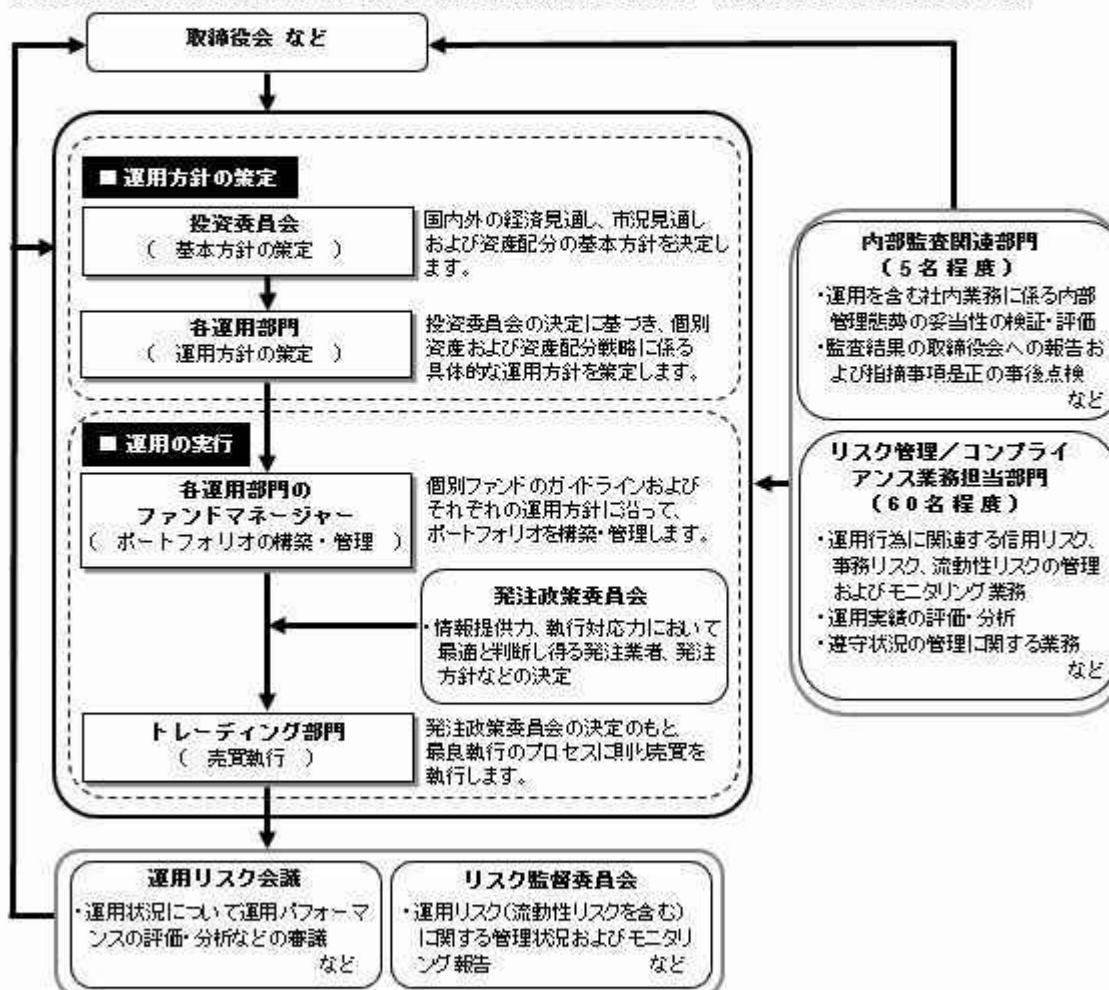 取締役会 など
■ 運用方針の策定
投資委員会
( 基本方針の策定 )
国内外の経済見通し、市況見通し
および資産配分の基本方針を決定し
ます。
各運用部門
( 運用方針の策定 )
投資委員会の決定に基づき、個別
資産および資産配分戦略に係る
具体的な運用方針を策定します。
■ 運用の実行
各運用部門の
ファンドマネージャー
( ポートフォリオの構築・管理 )
個別ファンドのガイドラインおよび
それぞれの運用方針に沿って、
ポートフォリオを構築・管理します。
発注政策委員会
・情報提供力、執行対応力において
最適と判断し得る発注業者、発注
方針などの決定
トレーディング部門
( 売買執行 )
発注政策委員会の決定のもと、
最良執行のプロセスに則り売買を
執行します。
内部監査関連部門
(5名程度)
・運用を含む社内業務に係る内部
管理態勢の妥当性の検証・評価
・監査結果の取締役会への報告お
よび指摘事項是正の事後点検
など
リスク管理/コンプライ
アンス業務担当部門
(60名程度)
・運用行為に関連する信用リスク、
事務リスク、流動性リスクの管理
およびモニタリング業務
・運用実績の評価・分析
・遵守状況の管理に関する業務
など
運用リスク会議
・運用状況について運用パフォーマ
ンスの評価・分析などの審議
など
リスク監督委員会
・運用リスク(流動性リスクを含む)
に関する管理状況およびモニタリ
ング報告 など